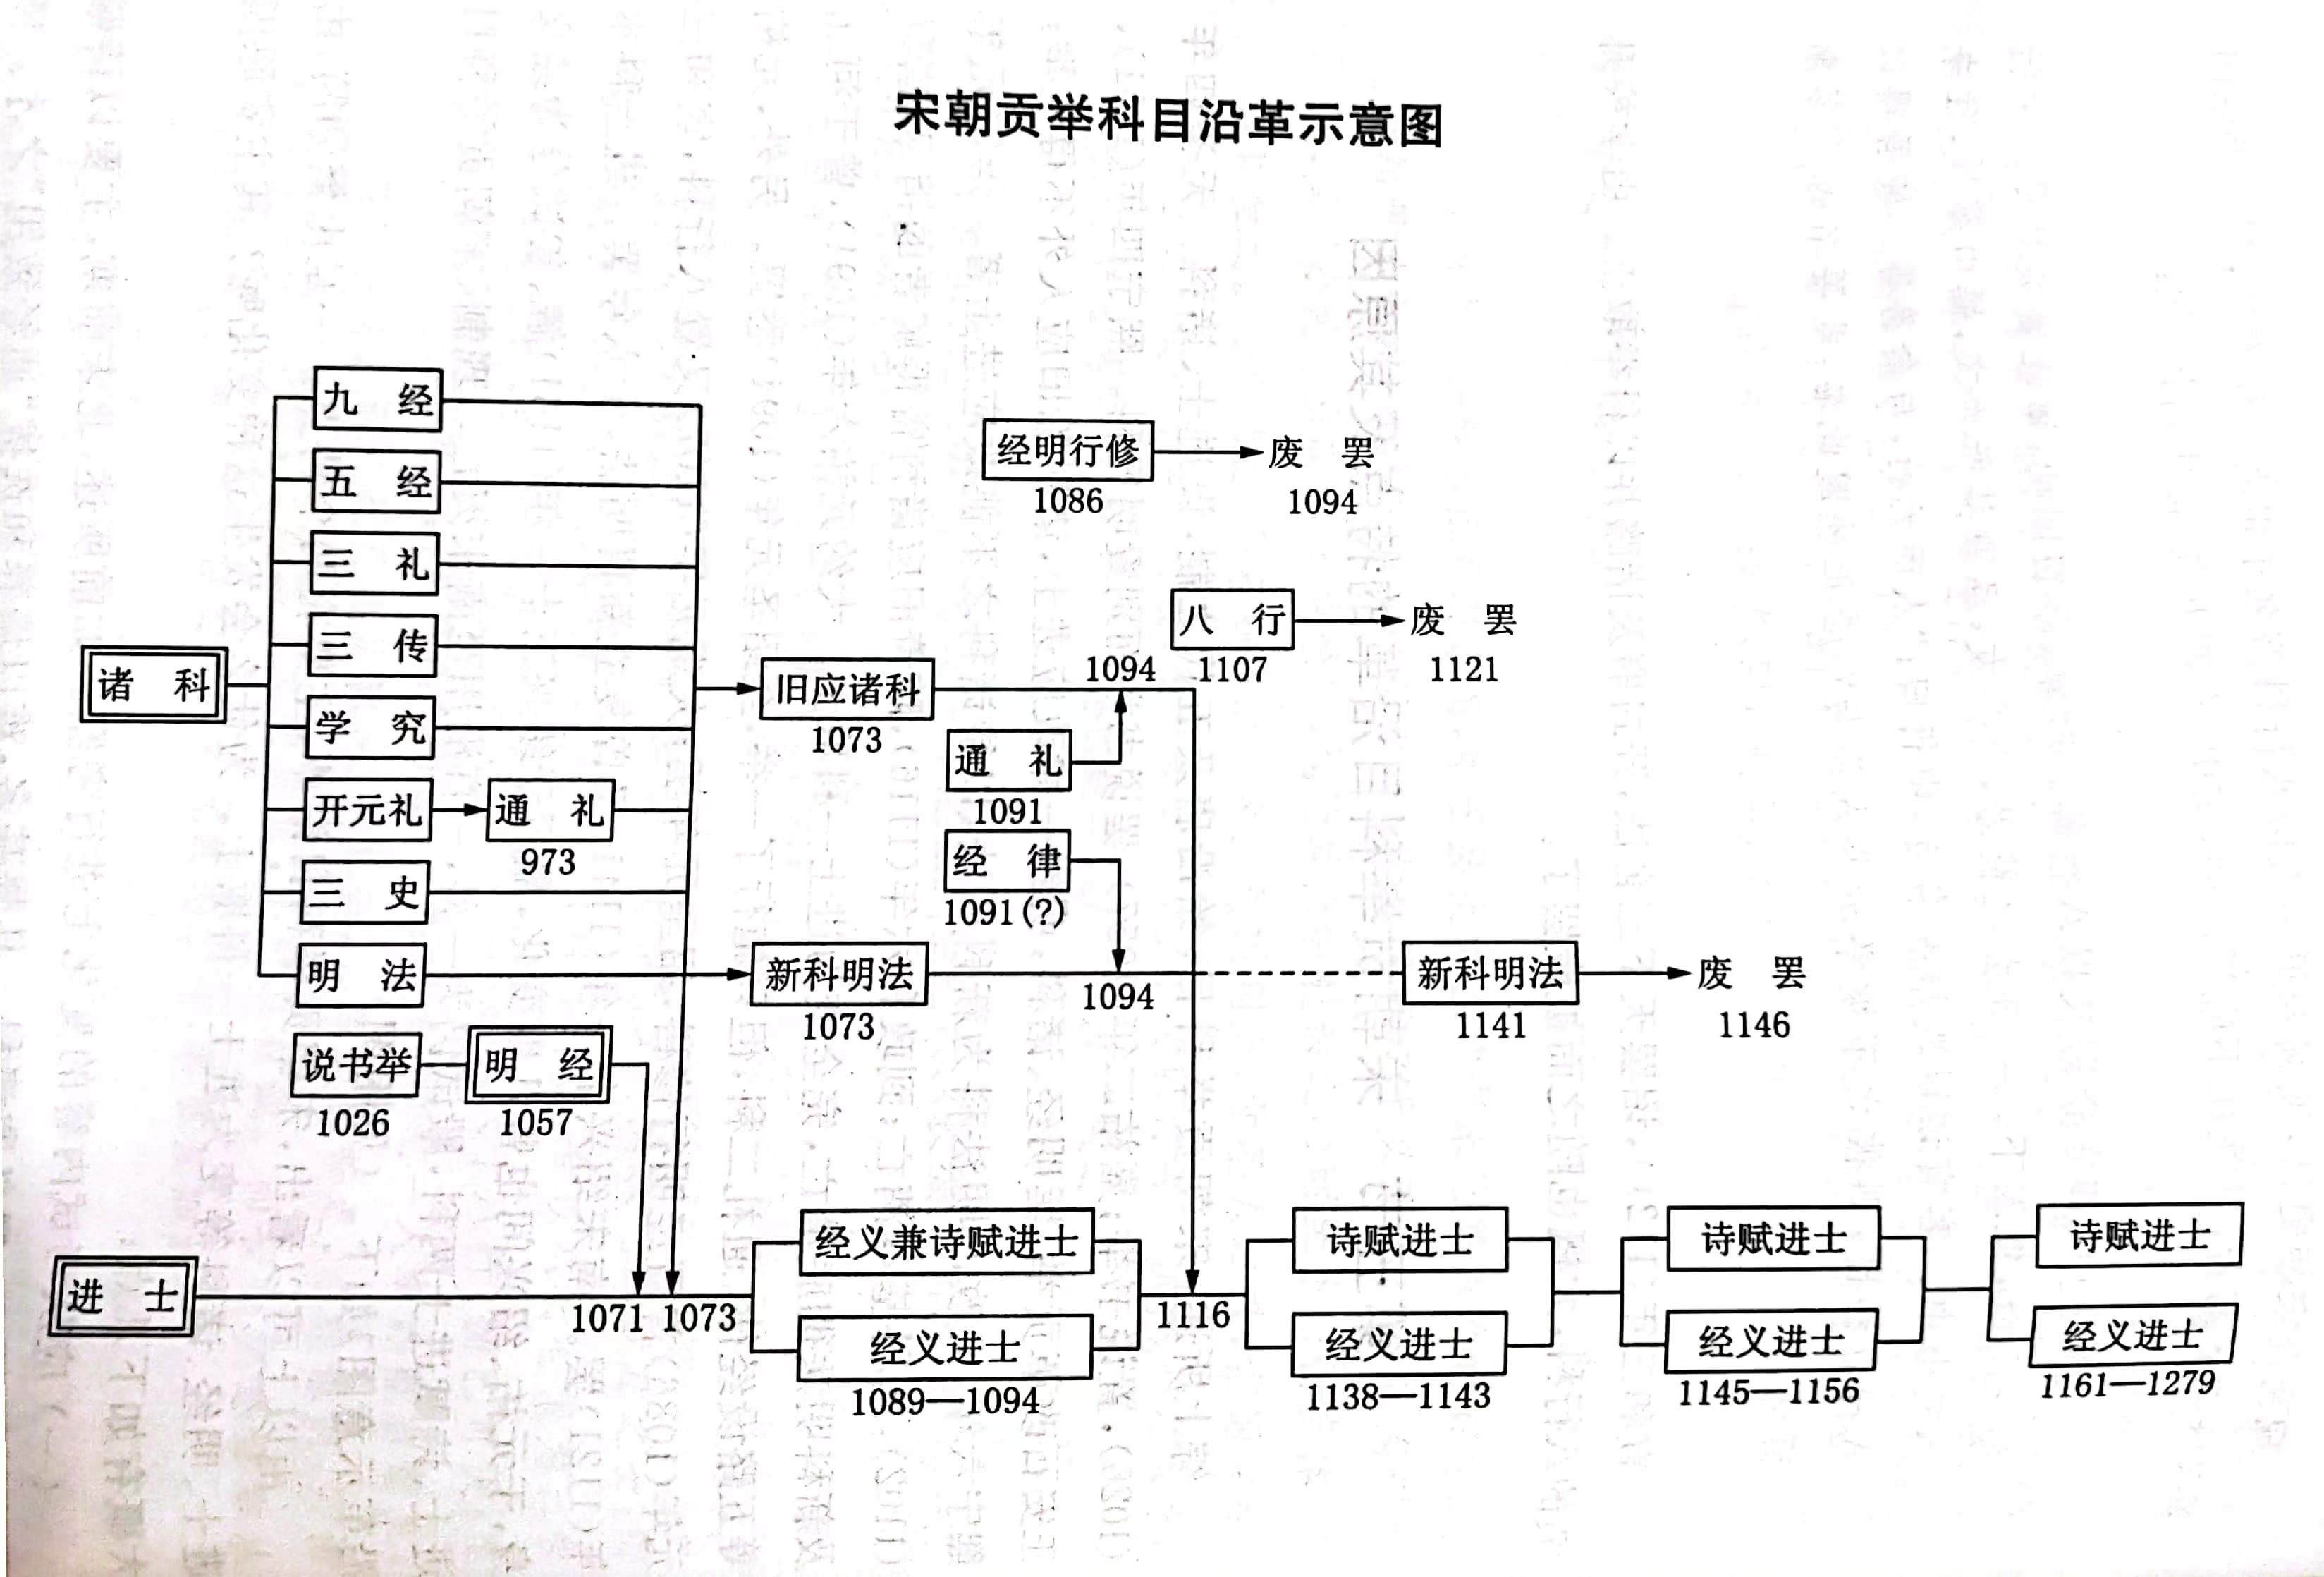 宋朝贡举科目沿革示意图
九 经
五 经
三 礼
三 传
学 究
开元礼
通 礼
973
三 史
明 法
诸 科
说书举
1026
明 经
1057
进 士
1071
1073
旧应诸科
1073
新科明法
1073
经明行修
1086
废 罢
1094
八 行
1107
废 罢
1121
1094
通 礼
1091
经 律
1091(?)
1094
新科明法
1141
废 罢
1146
经义兼诗赋进士
经义进士
1089—1094
1116
诗赋进士
经义进士
1138—1143
诗赋进士
经义进士
1145—1156
诗赋进士
经义进士
1161—1279